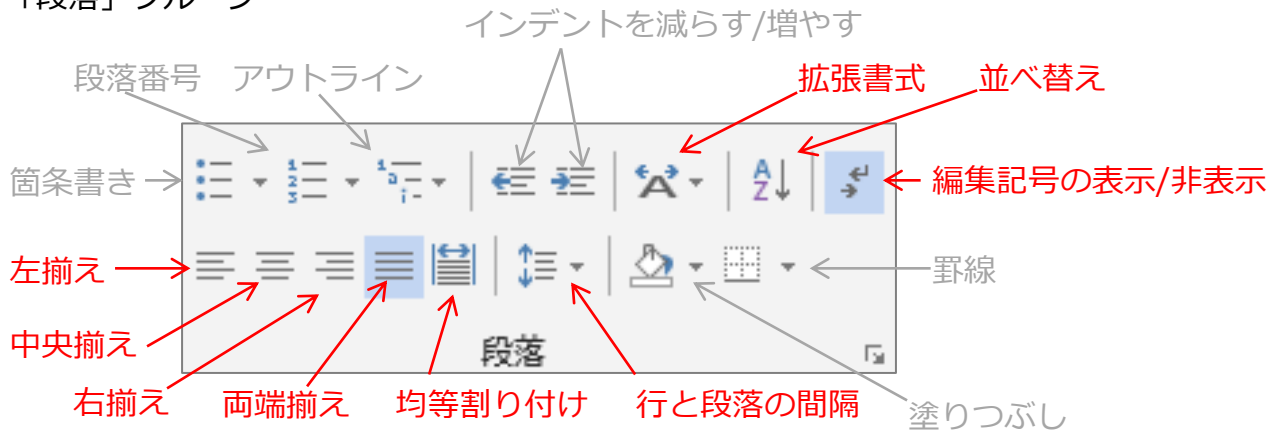 「段落」グループ
インデントを減らす/増やす
段落番号 アウトライン
拡張書式 並べ替え
箇条書き
編集記号の表示/非表示
左揃え
罫線
中央揃え
段落
右揃え 両端揃え 均等割り付け 行と段落の間隔
塗りつぶし